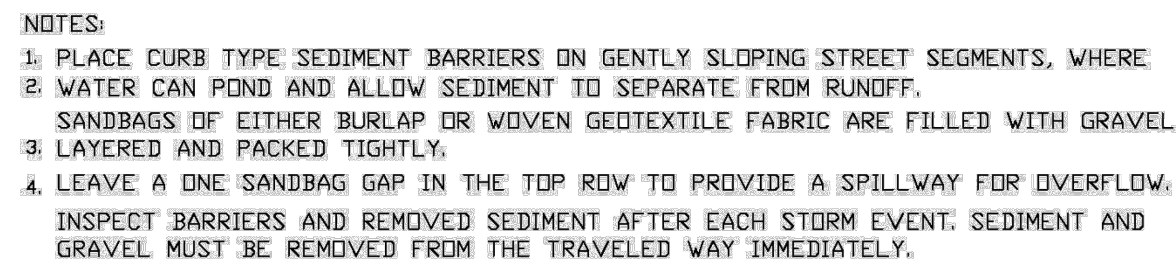 NOTES:
1. PLACE CURB TYPE SEDIMENT BARRIERS ON GENTLY SLOPING STREET SEGMENTS, WHERE
2. WATER CAN POND AND ALLOW SEDIMENT TO SEPARATE FROM RUNOFF.
SANDBAGS OF EITHER BURLAP OR WOVEN GEOTEXTILE FABRIC ARE FILLED WITH GRAVEL
3. LAYERED AND PACKED TIGHTLY.
4. LEAVE A ONE SANDBAG GAP IN THE TOP ROW TO PROVIDE A SPILLWAY FOR OVERFLOW.
INSPECT BARRIERS AND REMOVED SEDIMENT AFTER EACH STORM EVENT. SEDIMENT AND
GRAVEL MUST BE REMOVED FROM THE TRAVELED WAY IMMEDIATELY.